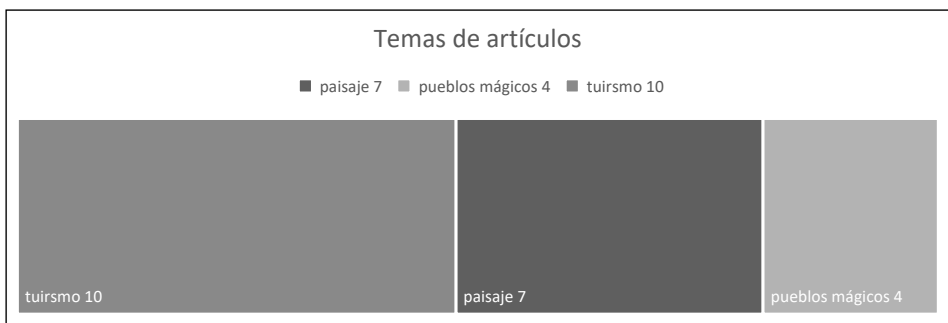 Temas de artículos
paisaje 7 pueblos mágicos 4 tuirsmo 10
tuirsmo 10 paisaje 7 pueblos mágicos 4